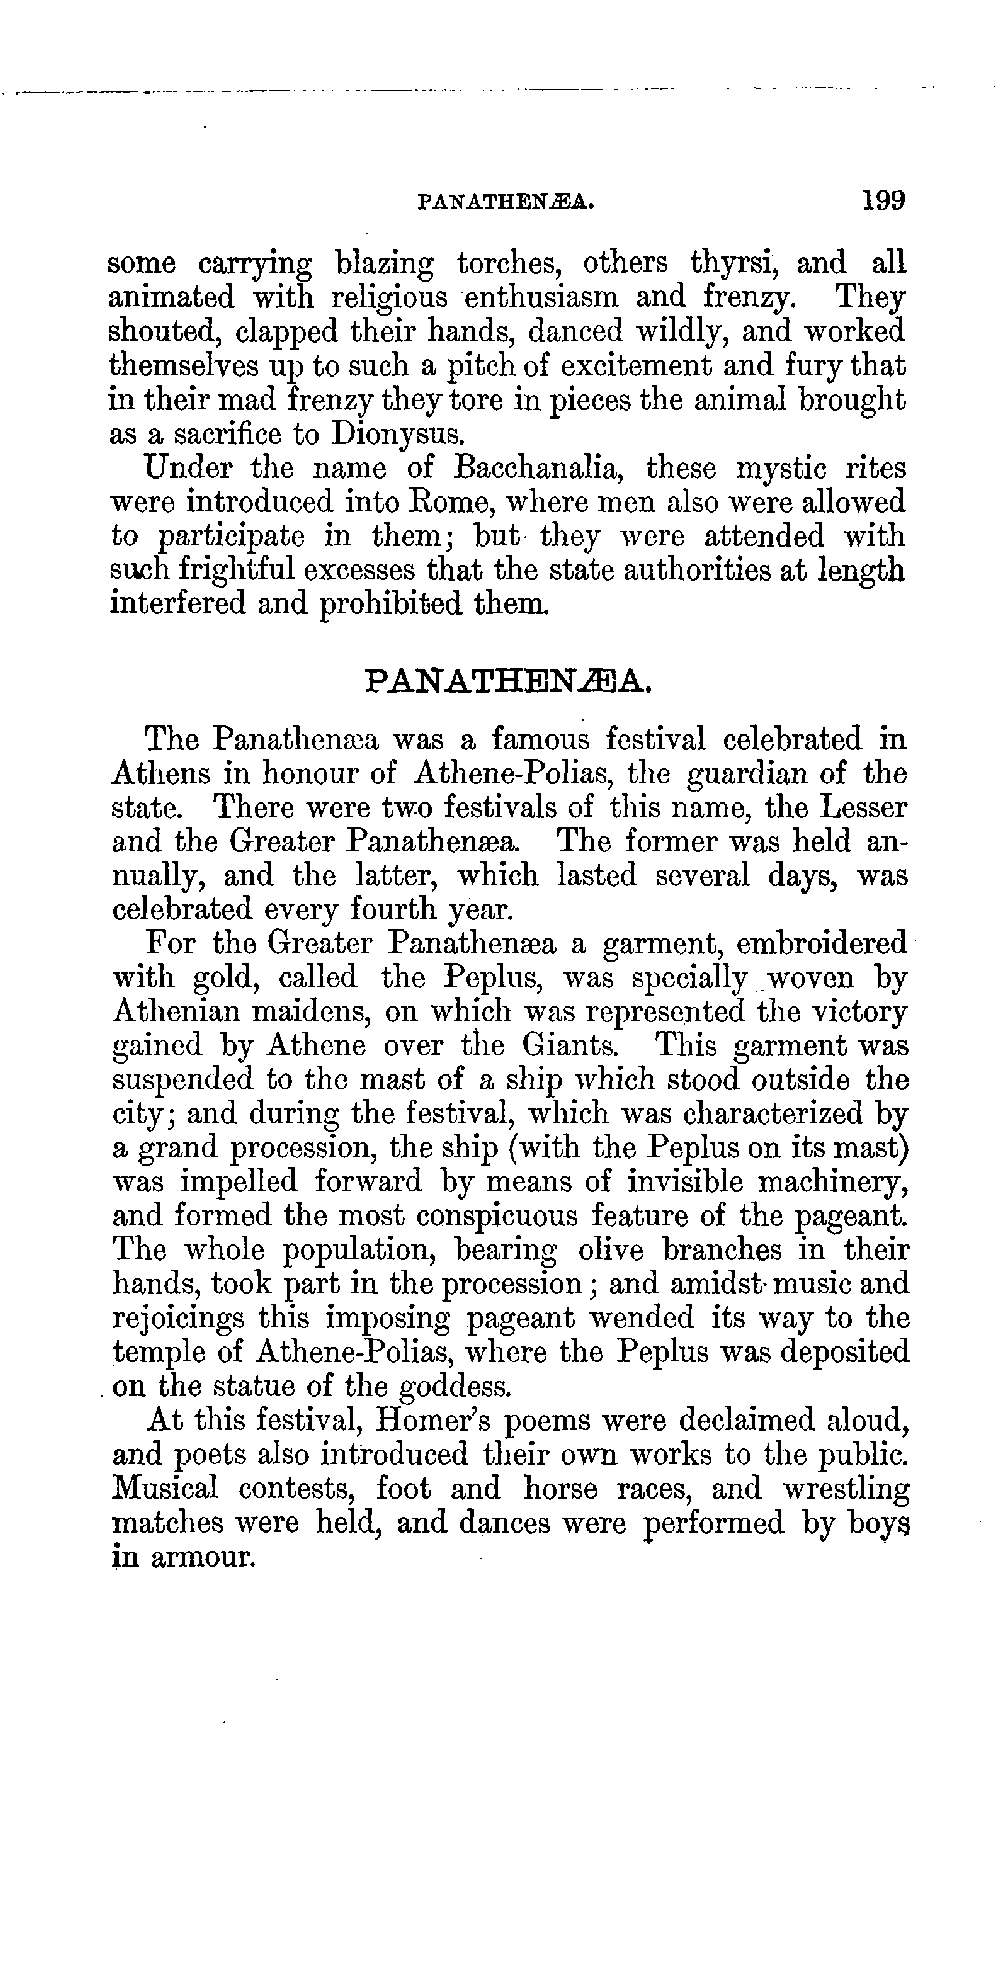 PANATHENÆA. 199
some carrying blazing torches, others thyrsi, and all
animated with religious enthusiasm and frenzy. They
shouted, clapped their hands, danced wildly, and worked
themselves up to such a pitch of excitement and fury that
in their mad frenzy they tore in pieces the animal brought
as a sacrifice to Dionysus.
Under the name of Bacchanalia, these mystic rites
were introduced into Rome, where men also were allowed
to participate in them; but they were attended with
such frightful excesses that the state authorities at length
interfered and prohibited them.
PANATHENÆA.
The Panathenæa was a famous festival celebrated in
Athens in honour of Athene-Polias, the guardian of the
state. There were two festivals of this name, the Lesser
and the Greater Panathenæa. The former was held an-
nually, and the latter, which lasted several days, was
celebrated every fourth year.
For the Greater Panathenæa a garment, embroidered
with gold, called the Peplus, was specially woven by
Athenian maidens, on which was represented the victory
gained by Athene over the Giants. This garment was
suspended to the mast of a ship which stood outside the
city; and during the festival, which was characterized by
a grand procession, the ship (with the Peplus on its mast)
was impelled forward by means of invisible machinery,
and formed the most conspicuous feature of the pageant.
The whole population, bearing olive branches in their
hands, took part in the procession; and amidst music and
rejoicings this imposing pageant wended its way to the
temple of Athene-Polias, where the Peplus was deposited
on the statue of the goddess.
At this festival, Homer's poems were declaimed aloud,
and poets also introduced their own works to the public.
Musical contests, foot and horse races, and wrestling
matches were held, and dances were performed by boys
in armour.